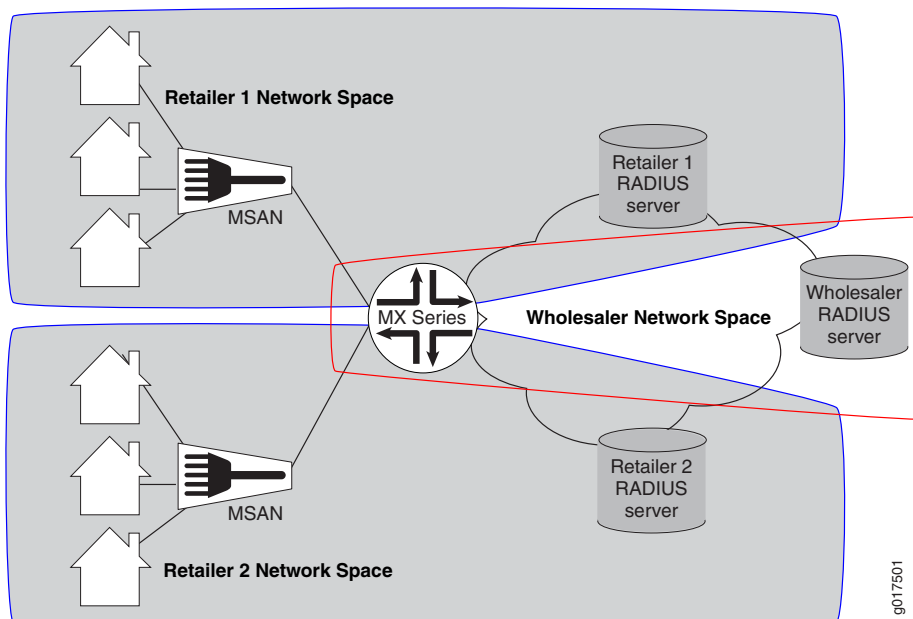 Retailer 1 Network Space
MSAN
Retailer 1
RADIUS
server
MX Series
Wholesaler Network Space
Wholesaler
RADIUS
server
MSAN
Retailer 2
RADIUS
server
Retailer 2 Network Space
g017501